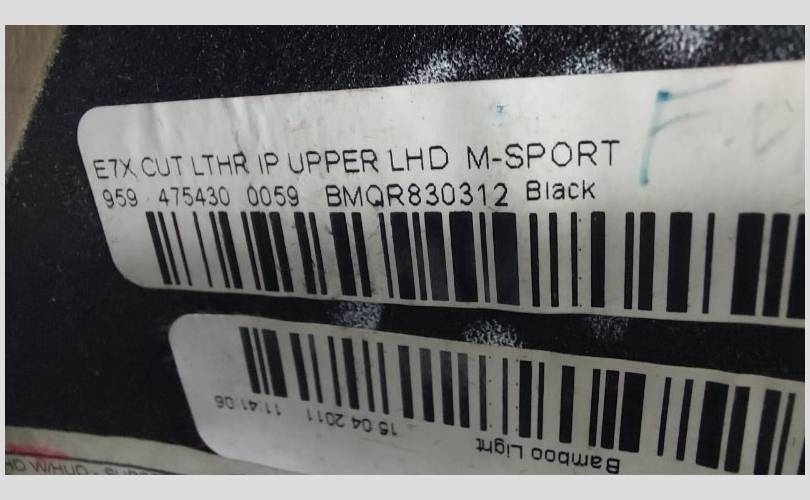 E7X CUT LTHR IP UPPER LHD M-SPORT
959 475430 0059 BMQR830312 Black
15.04.2011 11:41:06
Bamboo Light